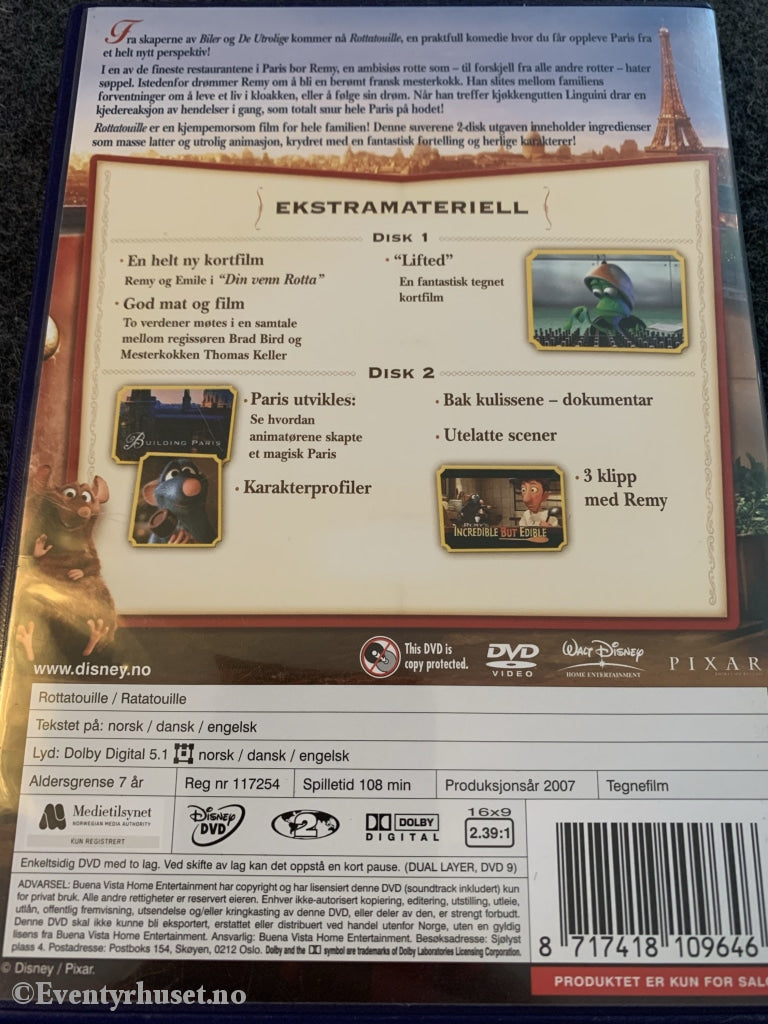 Fra skaperne av Biler og De Utrolige kommer nå Rottatouille, en praktfull komedie hvor du får oppleve Paris fra
et helt nytt perspektiv!
I en av de fineste restaurantene i Paris bor Remy, en ambisiøs rotte som – til forskjell fra alle andre rotter – hater
søppel. Istedenfor drømmer Remy om å bli en berømt fransk mesterkokk. Han slites mellom familiens
forventninger om å leve et liv i kloakken, eller å følge sin drøm. Når han treffer kjøkkengutten Linguini drar en
kjedereaksjon av hendelser i gang, som totalt snur hele Paris på hodet!
Rottatouille er en kjempemorsom film for hele familien! Denne suverene 2-disk utgaven inneholder ingredienser
som masse latter og utrolig animasjon, krydret med en fantastisk fortelling og herlige karakterer!
EKSTRAMATERIELL
DISK 1
• En helt ny kortfilm
Remy og Emile i "Din venn Rotta"
• God mat og film
To verdener møtes i en samtale
mellom regissøren Brad Bird og
Mesterkokken Thomas Keller
• "Lifted"
En fantastisk tegnet
kortfilm
DISK 2
BUILDING PARIS
• Paris utvikles:
Se hvordan
animatørene skapte
et magisk Paris
• Karakterprofiler
• Bak kulissene – dokumentar
• Utelatte scener
REMY'S
INCREDIBLE BUT EDIBLE
• 3 klipp
med Remy
www.disney.no
This DVD is
copy protected.
DVD
VIDEO
WALT DISNEY
HOME ENTERTAINMENT
PIXAR
Rottatouille / Ratatouille
Tekstet på: norsk / dansk / engelsk
Lyd: Dolby Digital 5.1 norsk / dansk / engelsk
Aldersgrense 7 år
Reg nr 117254
Spilletid 108 min
Produksjonsår 2007
Tegnefilm
Medietilsynet
NORWEGIAN MEDIA AUTHORITY
KUN REGISTRERT
DISNEY
DVD
2
DOLBY
DIGITAL
16x9
2.39:1
Enkeltsidig DVD med to lag. Ved skifte av lag kan det oppstå en kort pause. (DUAL LAYER, DVD 9)
ADVARSEL: Buena Vista Home Entertainment har copyright og har lisensiert denne DVD (soundtrack inkludert) kun
for privat bruk. Alle andre rettigheter er reservert eieren. Enhver ikke-autorisert kopiering, editering, utstilling, utleie,
utlån, offentlig fremvisning, utsendelse og/eller kringkasting av denne DVD, eller deler av den, er strengt forbudt.
Denne DVD skal ikke kunne bli eksportert, erstattet eller distribuert ved handel utenfor Norge, uten en gyldig
lisens fra Buena Vista Home Entertainment. Ansvarlig: Buena Vista Home Entertainment. Besøksadresse: Sjølyst
plass 4. Postadresse: Postboks 154, Skøyen, 0212 Oslo. Dolby and the DD symbol are trademarks of Dolby Laboratories Licensing Corporation.
8 717418 109646
© Disney / Pixar.
PRODUKTET ER KUN FOR SALG
©Eventyrhuset.no